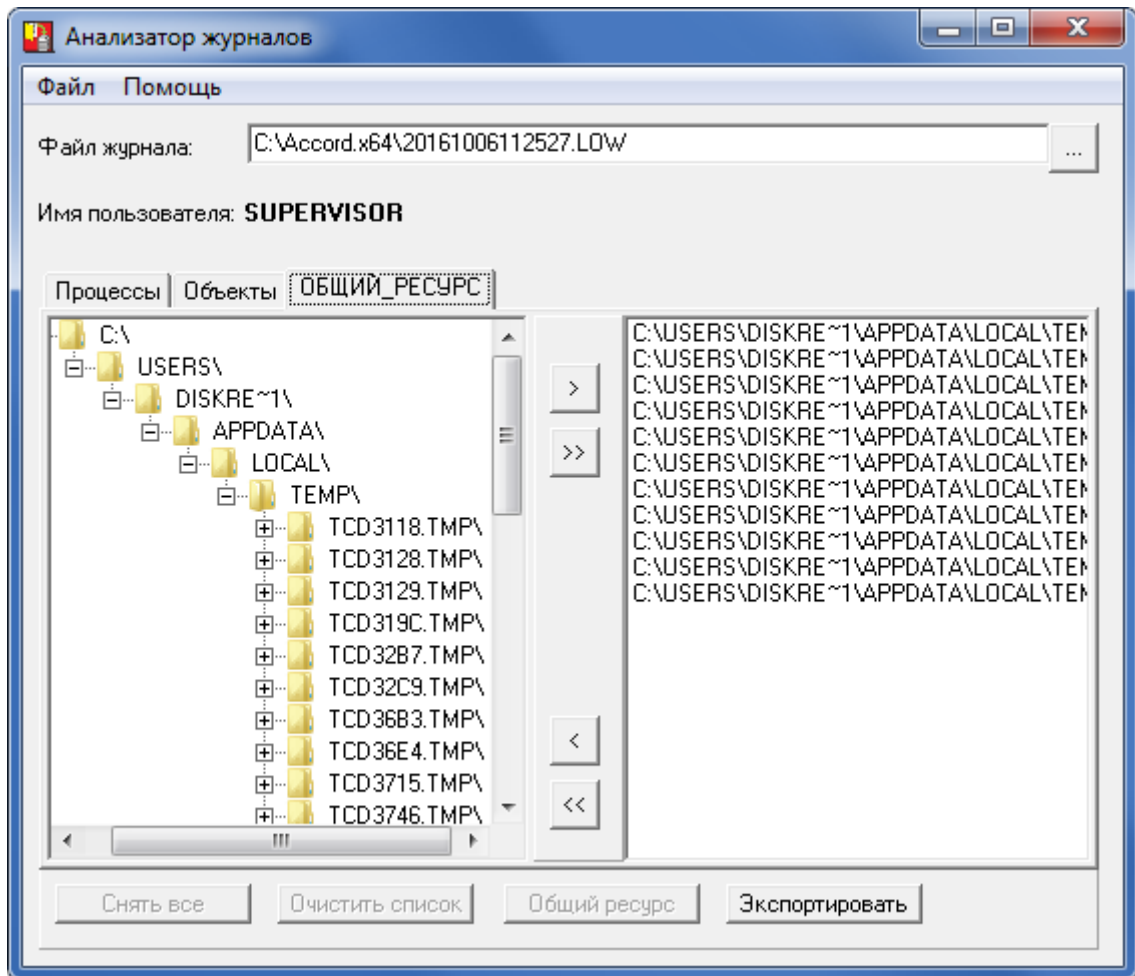 Анализатор журналов
Файл Помощь
Файл журнала: C:\Accord.x64\20161006112527.LOW ...
Имя пользователя: SUPERVISOR
Процессы Объекты ОБЩИЙ_РЕСУРС
C:\
USERS\
DISKRE~1\
APPDATA\
LOCAL\
TEMP\
TCD3118.TMP\
TCD3128.TMP\
TCD3129.TMP\
TCD319C.TMP\
TCD32B7.TMP\
TCD32C9.TMP\
TCD36B3.TMP\
TCD36E4.TMP\
TCD3715.TMP\
TCD3746.TMP\
>
>>
<
<<
C:\USERS\DISKRE~1\APPDATA\LOCAL\TEM
C:\USERS\DISKRE~1\APPDATA\LOCAL\TEM
C:\USERS\DISKRE~1\APPDATA\LOCAL\TEM
C:\USERS\DISKRE~1\APPDATA\LOCAL\TEM
C:\USERS\DISKRE~1\APPDATA\LOCAL\TEM
C:\USERS\DISKRE~1\APPDATA\LOCAL\TEM
C:\USERS\DISKRE~1\APPDATA\LOCAL\TEM
C:\USERS\DISKRE~1\APPDATA\LOCAL\TEM
C:\USERS\DISKRE~1\APPDATA\LOCAL\TEM
C:\USERS\DISKRE~1\APPDATA\LOCAL\TEM
C:\USERS\DISKRE~1\APPDATA\LOCAL\TEM
Снять все Очистить список Общий ресурс Экспортировать